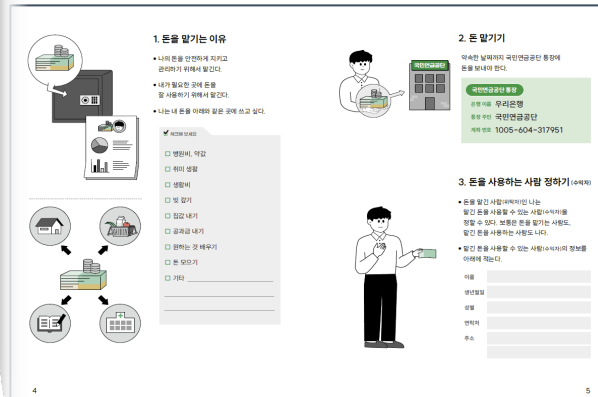 1. 돈을 맡기는 이유
• 나의 돈을 안전하게 지키고
관리하기 위해서 맡긴다.
• 내가 필요한 곳에 돈을
잘 사용하기 위해서 맡긴다.
• 나는 내 돈을 아래와 같은 곳에 쓰고 싶다.
체크해 보세요
병원비, 약값
취미 생활
생활비
빚 갚기
집값 내기
공과금 내기
원하는 것 배우기
돈 모으기
기타
4
2. 돈 맡기기
약속한 날짜까지 국민연금공단 통장에
돈을 보내야 한다.
국민연금공단
국민연금공단 통장
은행 이름 우리은행
통장 주인 국민연금공단
계좌 번호 1005-604-317951
3. 돈을 사용하는 사람 정하기 (수익자)
• 돈을 맡긴 사람(위탁자)인 나는
맡긴 돈을 사용할 수 있는 사람(수익자)을
정할 수 있다. 보통은 돈을 맡기는 사람도,
맡긴 돈을 사용하는 사람도 나다.
• 맡긴 돈을 사용할 수 있는 사람(수익자)의 정보를
아래에 적는다.
이름
생년월일
성별
연락처
주소
5